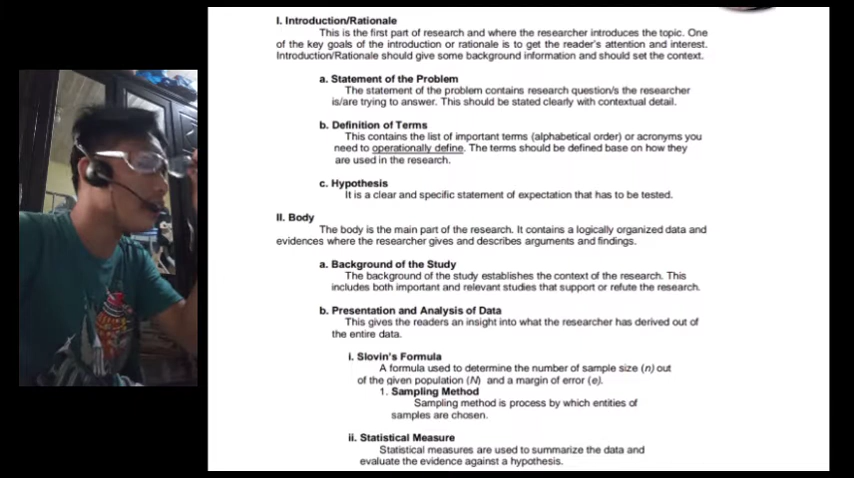 I. Introduction/Rationale
This is the first part of research and where the researcher introduces the topic. One
of the key goals of the introduction or rationale is to get the reader's attention and interest.
Introduction/Rationale should give some background information and should set the context.
a. Statement of the Problem
The statement of the problem contains research question/s the researcher
is/are trying to answer. This should be stated clearly with contextual detail.
b. Definition of Terms
This contains the list of important terms (alphabetical order) or acronyms you
need to operationally define. The terms should be defined base on how they
are used in the research.
c. Hypothesis
It is a clear and specific statement of expectation that has to be tested.
II. Body
The body is the main part of the research. It contains a logically organized data and
evidences where the researcher gives and describes arguments and findings.
a. Background of the Study
The background of the study establishes the context of the research. This
includes both important and relevant studies that support or refute the research.
b. Presentation and Analysis of Data
This gives the readers an insight into what the researcher has derived out of
the entire data.
i. Slovin's Formula
A formula used to determine the number of sample size (n) out
of the given population (N) and a margin of error (e).
1. Sampling Method
Sampling method is process by which entities of
samples are chosen.
ii. Statistical Measure
Statistical measures are used to summarize the data and
evaluate the evidence against a hypothesis.